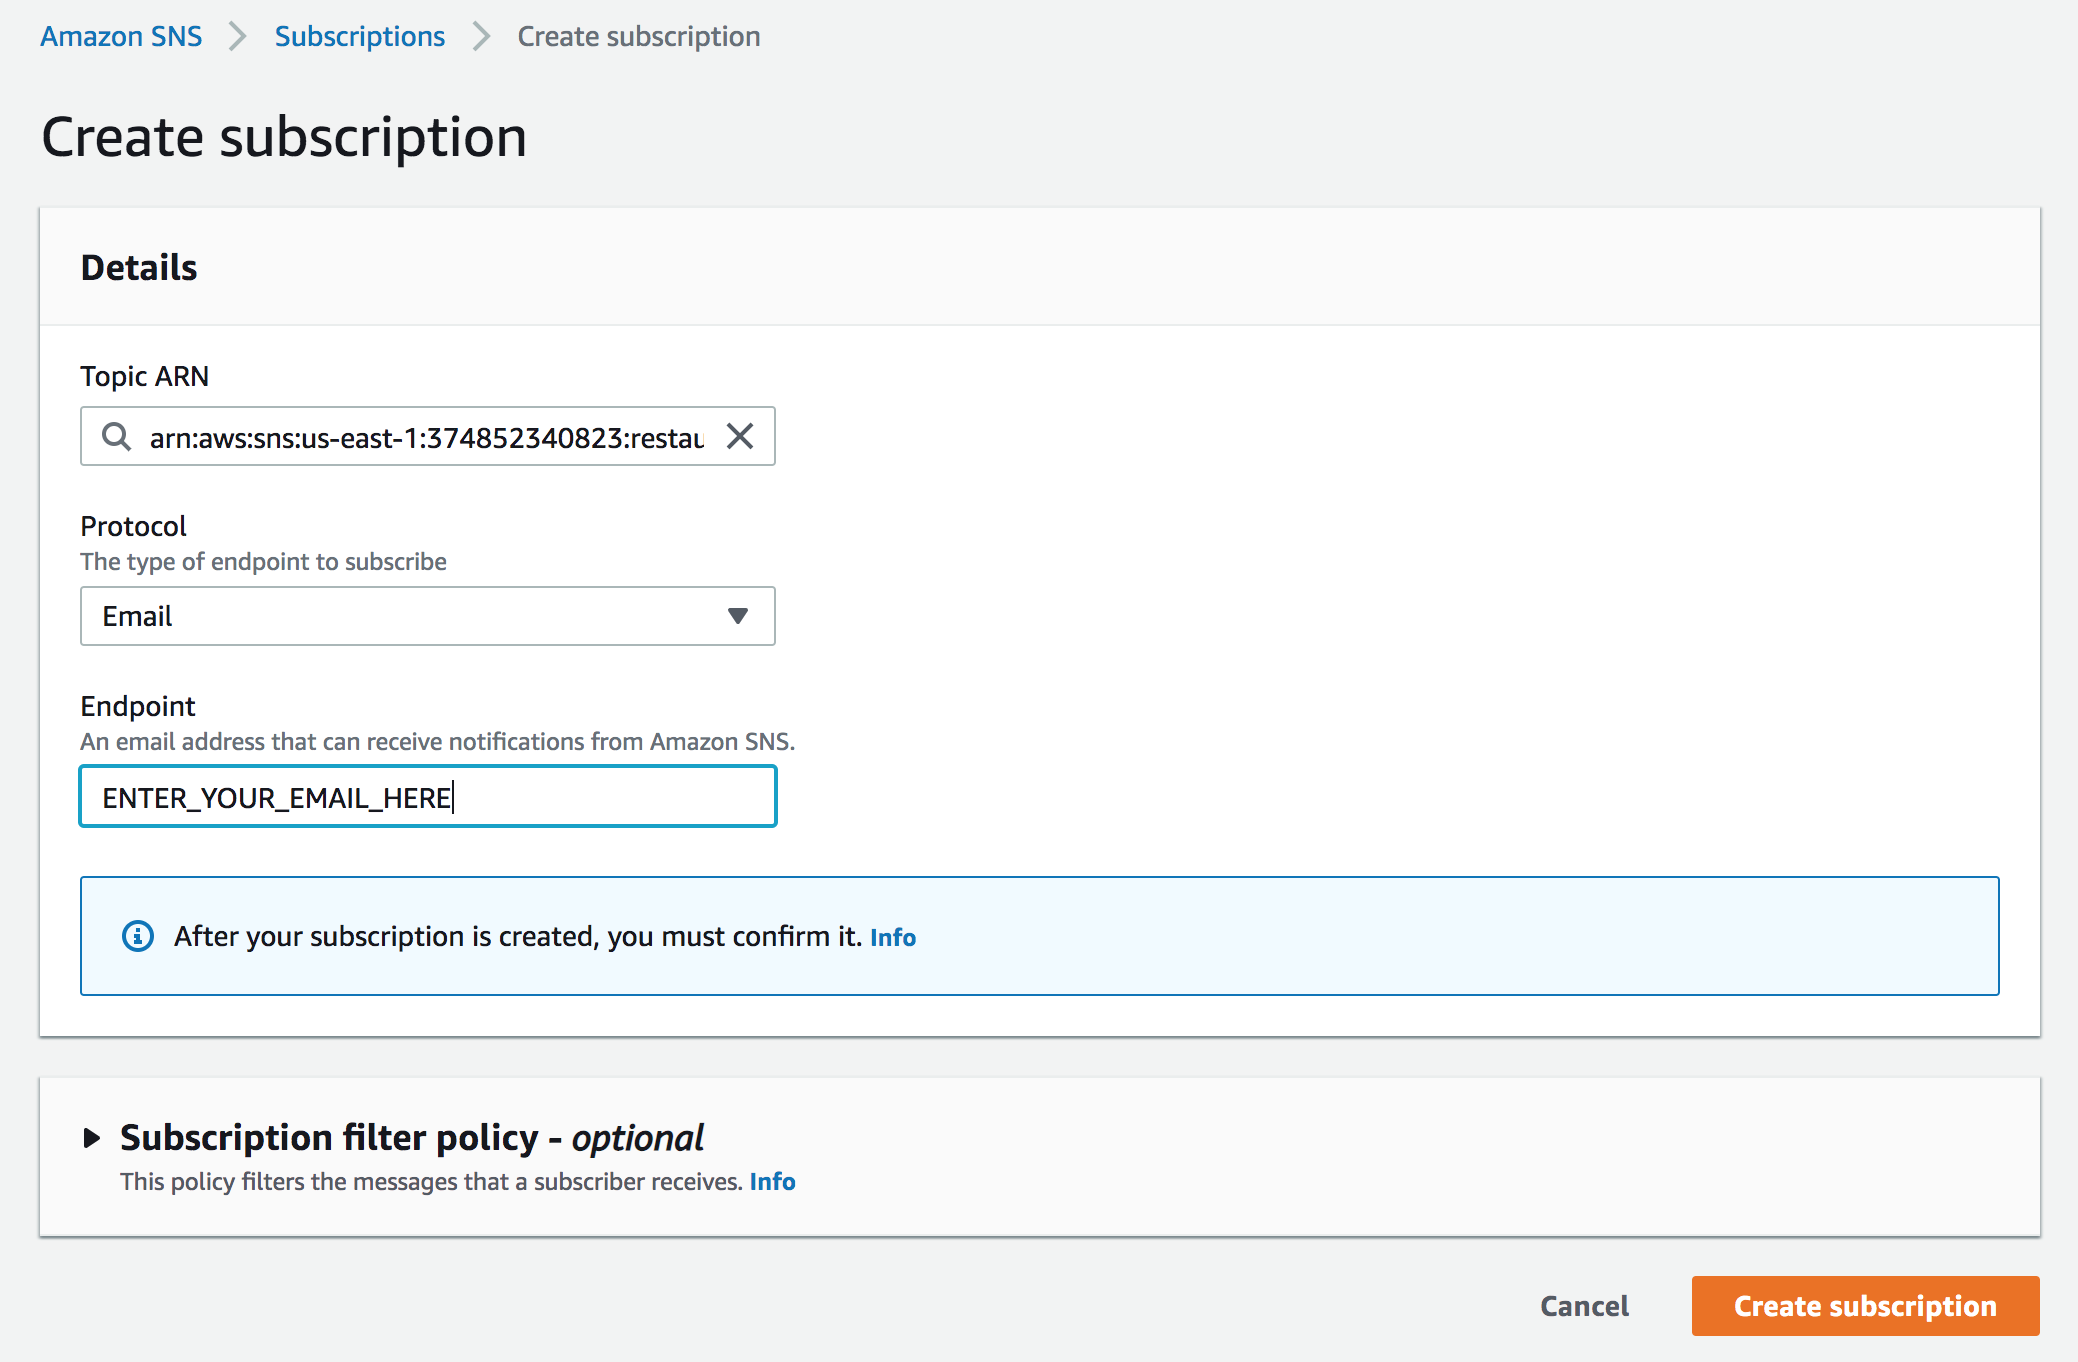 Amazon SNS > Subscriptions > Create subscription
Create subscription
Details
Topic ARN
arn:aws:sns:us-east-1:374852340823:restau
Protocol
The type of endpoint to subscribe
Email
Endpoint
An email address that can receive notifications from Amazon SNS.
ENTER_YOUR_EMAIL_HERE
After your subscription is created, you must confirm it. Info
Subscription filter policy - optional
This policy filters the messages that a subscriber receives. Info
Cancel Create subscription